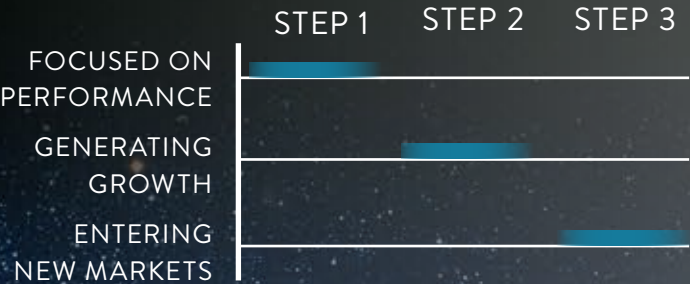 STEP 1 STEP 2 STEP 3
FOCUSED ON
PERFORMANCE
GENERATING
GROWTH
ENTERING
NEW MARKETS